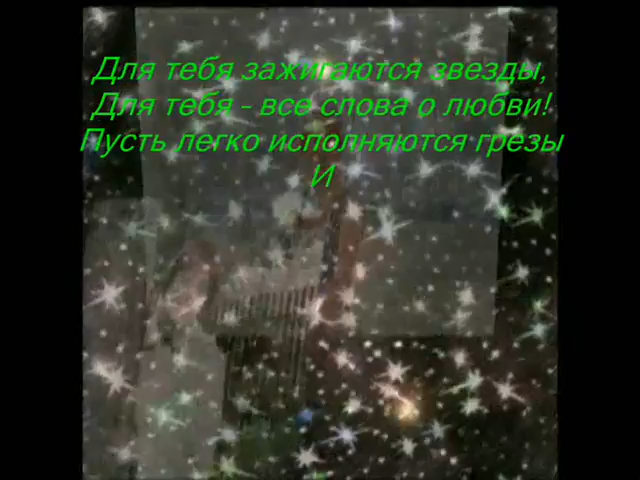 Для тебя зажигаются звезды,
Для тебя - все слова о любви!
Пусть легко исполняются грезы
И